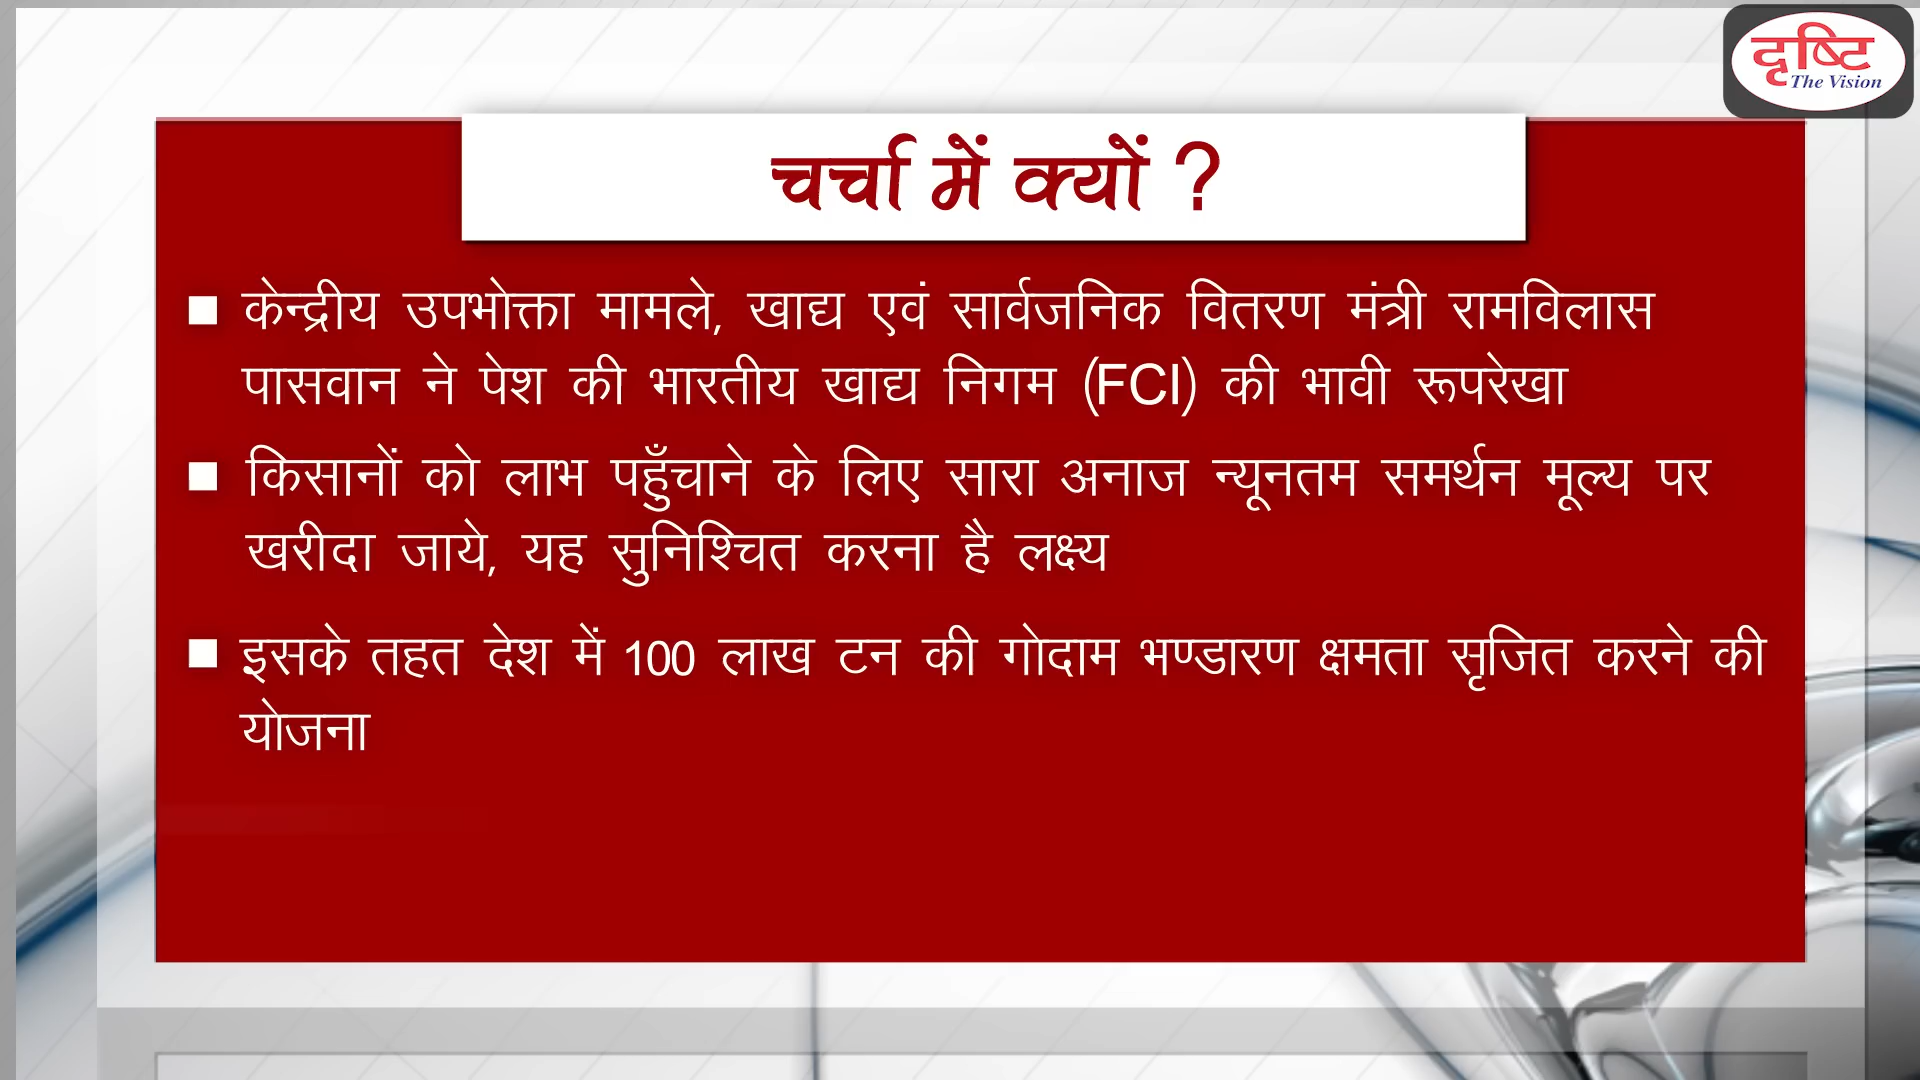 दृष्टि
The Vision
चर्चा में क्यों ?
■ केन्द्रीय उपभोक्ता मामले, खाद्य एवं सार्वजनिक वितरण मंत्री रामविलास
पासवान ने पेश की भारतीय खाद्य निगम (FCI) की भावी रूपरेखा
■ किसानों को लाभ पहुँचाने के लिए सारा अनाज न्यूनतम समर्थन मूल्य पर
खरीदा जाये, यह सुनिश्चित करना है लक्ष्य
■ इसके तहत देश में 100 लाख टन की गोदाम भण्डारण क्षमता सृजित करने की
योजना